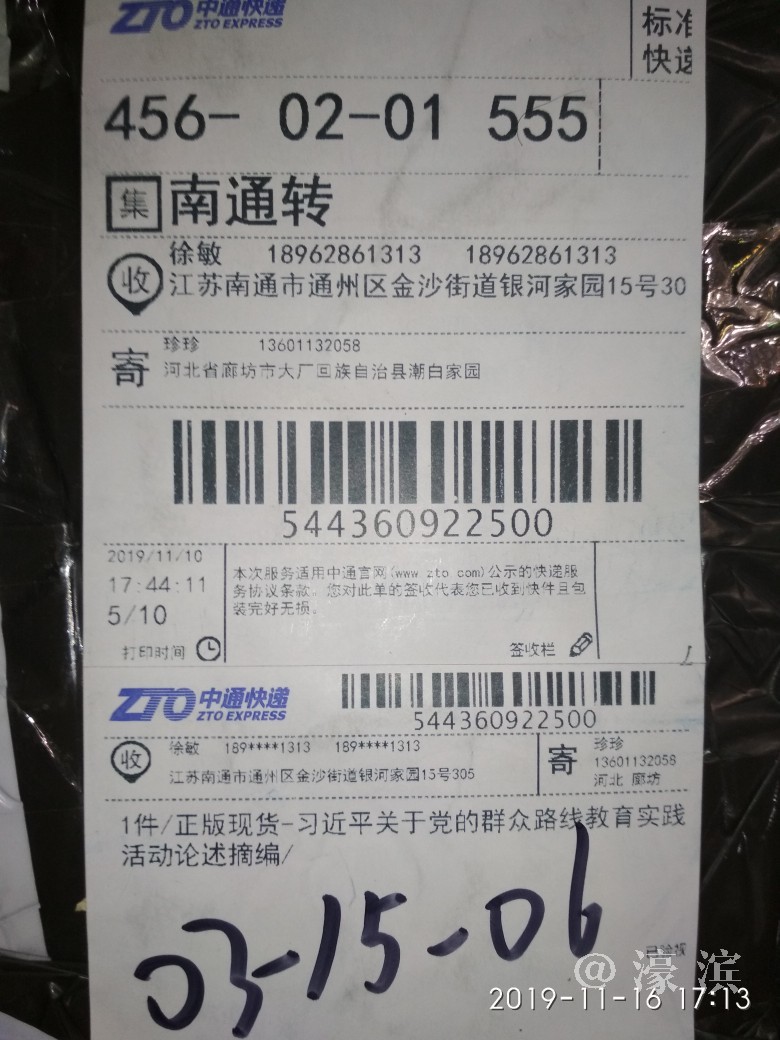 ZTO 中通快递
ZTO EXPRESS
标准
快递
456- 02-01 555
集 南通转
收
徐敏 18962861313 18962861313
江苏南通市通州区金沙街道银河家园15号30
寄
珍珍 13601132058
河北省廊坊市大厂回族自治县潮白家园
544360922500
2019/11/10
17:44:11
5/10
打印时间
本次服务适用中通官网(www zto com)公示的快递服
务协议条款。您对此单的签收代表您已收到快件且包
装完好无损。
签收栏
ZTO 中通快递
ZTO EXPRESS
544360922500
收
徐敏 189****1313 189****1313
江苏南通市通州区金沙街道银河家园15号305
寄
珍珍
13601132058
河北 廊坊
1件/正版现货-习近平关于党的群众路线教育实践
活动论述摘编/
03-15-06
已验视
@濠滨
2019-11-16 17:13